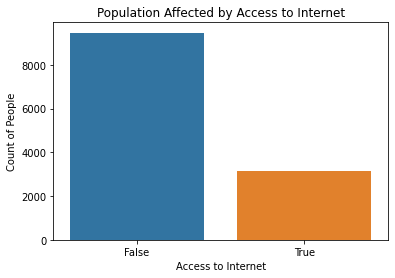 Population Affected by Access to Internet
Count of People
8000
6000
4000
2000
0
False True
Access to Internet